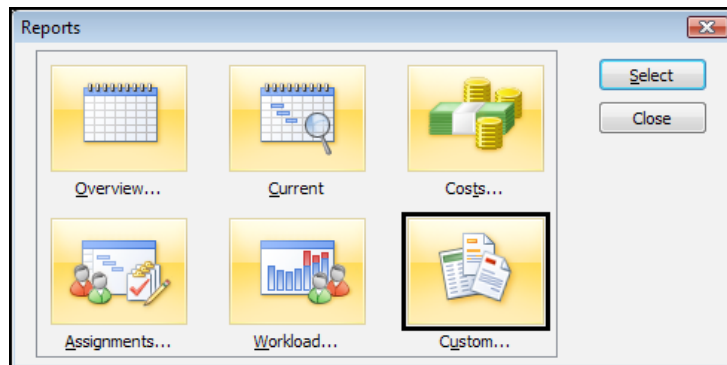 Reports
Select
Close
Overview...
Current
Costs...
Assignments...
Workload...
Custom...